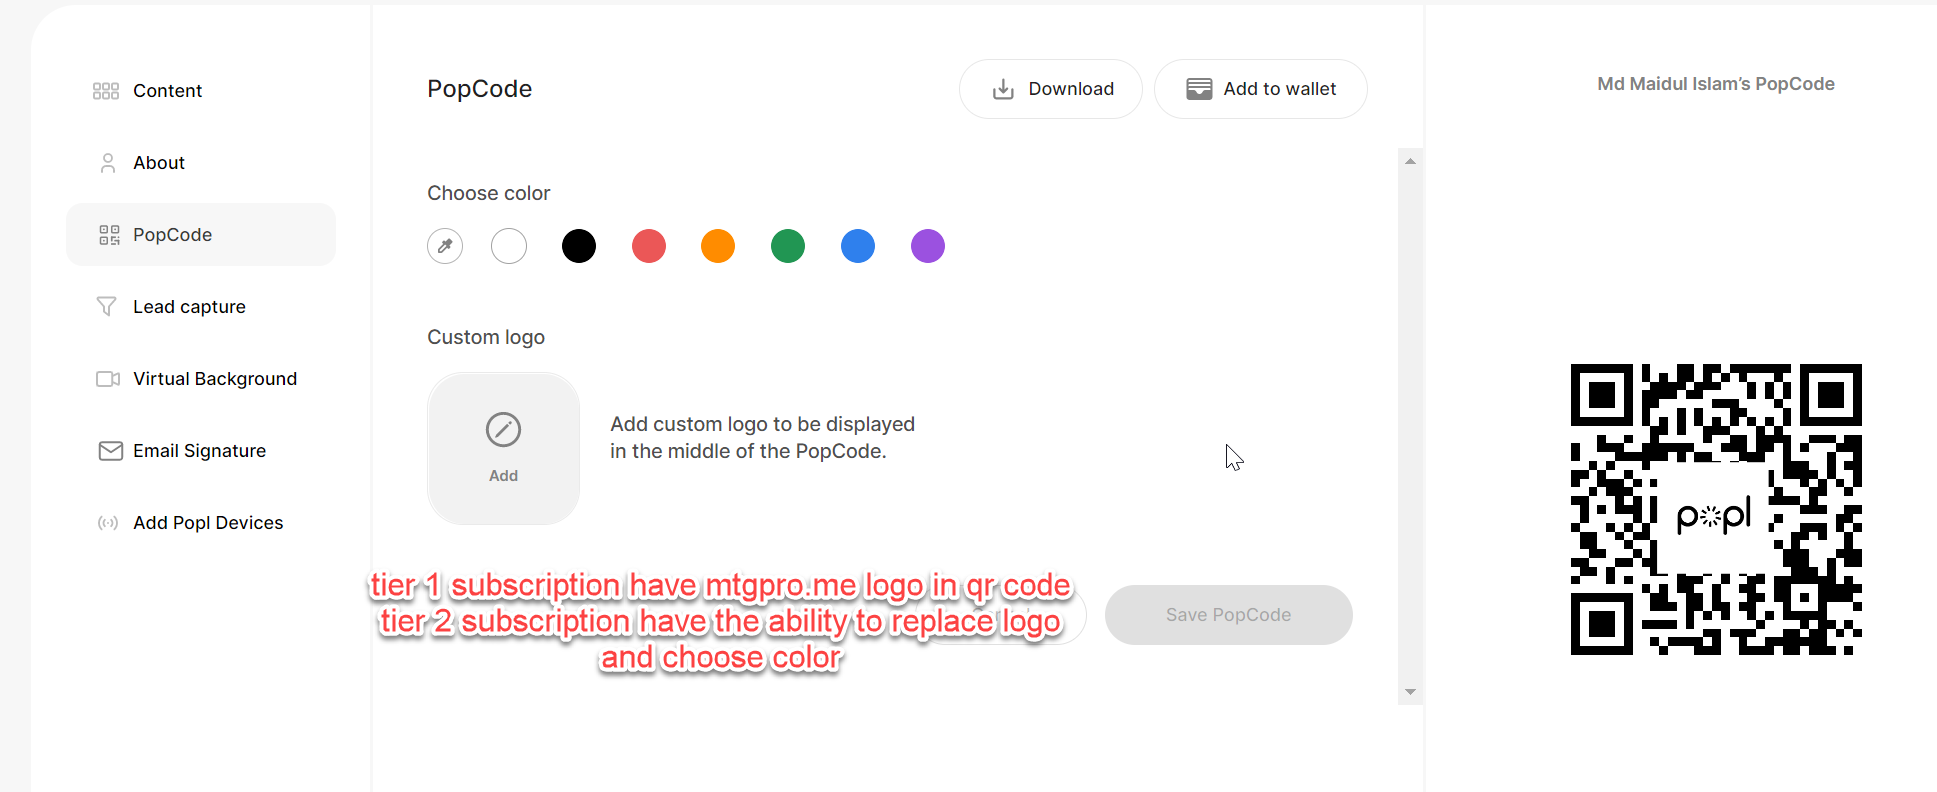 Content
About
PopCode
Lead capture
Virtual Background
Email Signature
Add Popl Devices
PopCode
Download
Add to wallet
Choose color
Custom logo
Add
Add custom logo to be displayed
in the middle of the PopCode.
tier 1 subscription have mtgpro.me logo in qr code
tier 2 subscription have the ability to replace logo
and choose color
Save PopCode
Md Maidul Islam’s PopCode
popl